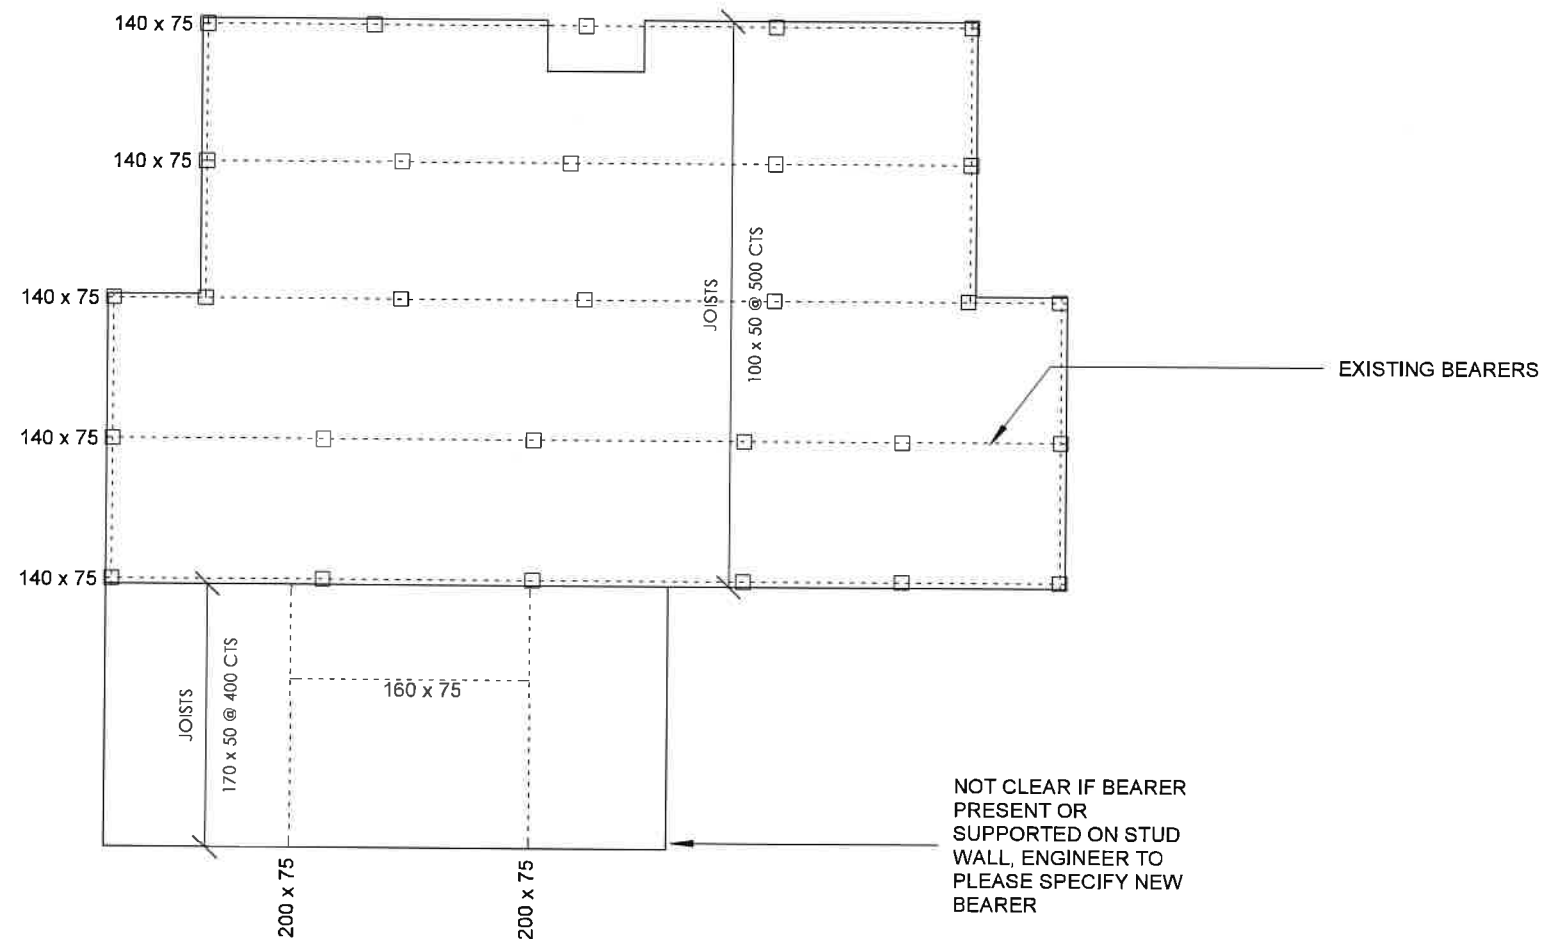 140 x 75
140 x 75
140 x 75
JOISTS
100 x 50 @ 500 CTS
EXISTING BEARERS
140 x 75
140 x 75
JOISTS
170 x 50 @ 400 CTS
160 x 75
NOT CLEAR IF BEARER
PRESENT OR
SUPPORTED ON STUD
WALL, ENGINEER TO
PLEASE SPECIFY NEW
BEARER
200 x 75
200 x 75